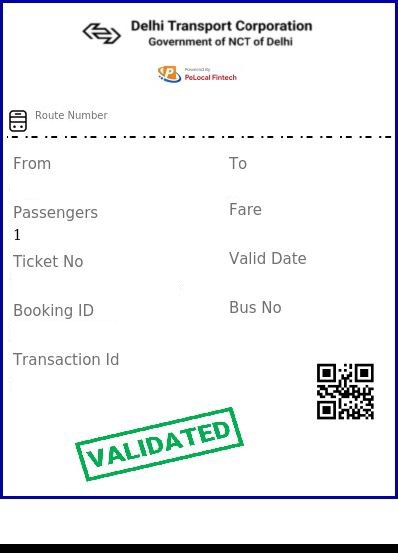 Delhi Transport Corporation
Government of NCT of Delhi
Powered By
PeLocal Fintech
Route Number
From
To
Passengers
Fare
1
Ticket No
Valid Date
Booking ID
Bus No
Transaction Id
VALIDATED